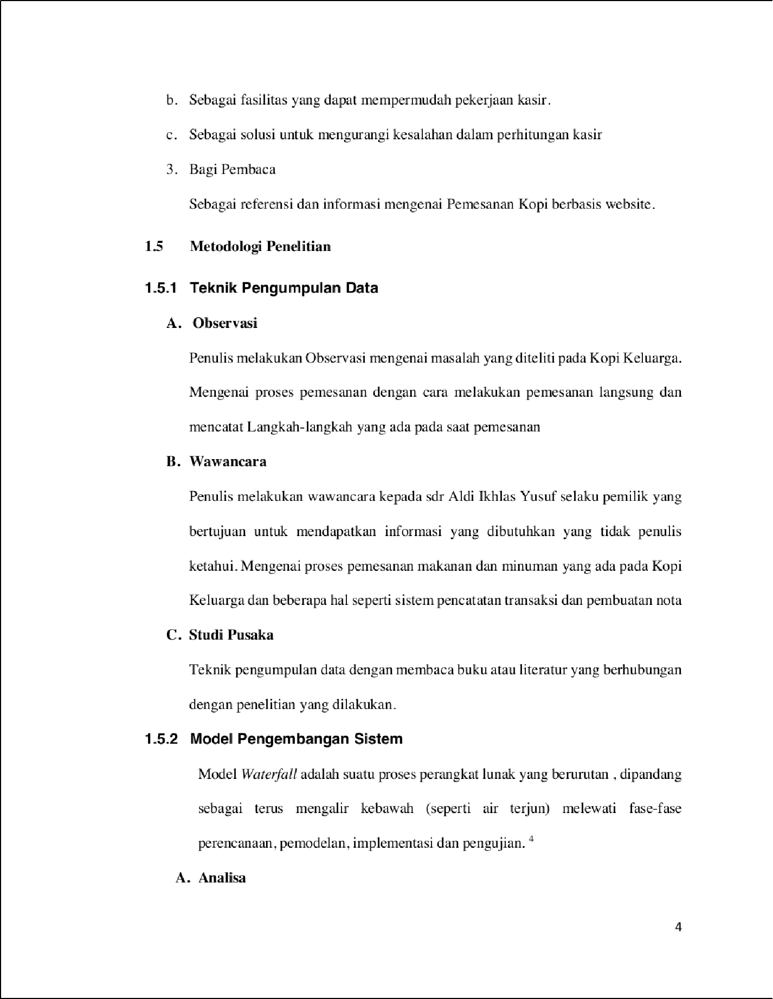 b. Sebagai fasilitas yang dapat mempermudah pekerjaan kasir.
c. Sebagai solusi untuk mengurangi kesalahan dalam perhitungan kasir
3. Bagi Pembaca
Sebagai referensi dan informasi mengenai Pemesanan Kopi berbasis website.
1.5 Metodologi Penelitian
1.5.1 Teknik Pengumpulan Data
A. Observasi
Penulis melakukan Observasi mengenai masalah yang diteliti pada Kopi Keluarga.
Mengenai proses pemesanan dengan cara melakukan pemesanan langsung dan
mencatat Langkah-langkah yang ada pada saat pemesanan
B. Wawancara
Penulis melakukan wawancara kepada sdr Aldi Ikhlas Yusuf selaku pemilik yang
bertujuan untuk mendapatkan informasi yang dibutuhkan yang tidak penulis
ketahui. Mengenai proses pemesanan makanan dan minuman yang ada pada Kopi
Keluarga dan beberapa hal seperti sistem pencatatan transaksi dan pembuatan nota
C. Studi Pusaka
Teknik pengumpulan data dengan membaca buku atau literatur yang berhubungan
dengan penelitian yang dilakukan.
1.5.2 Model Pengembangan Sistem
Model Waterfall adalah suatu proses perangkat lunak yang berurutan , dipandang
sebagai terus mengalir kebawah (seperti air terjun) melewati fase-fase
perencanaan, pemodelan, implementasi dan pengujian. 4
A. Analisa
4